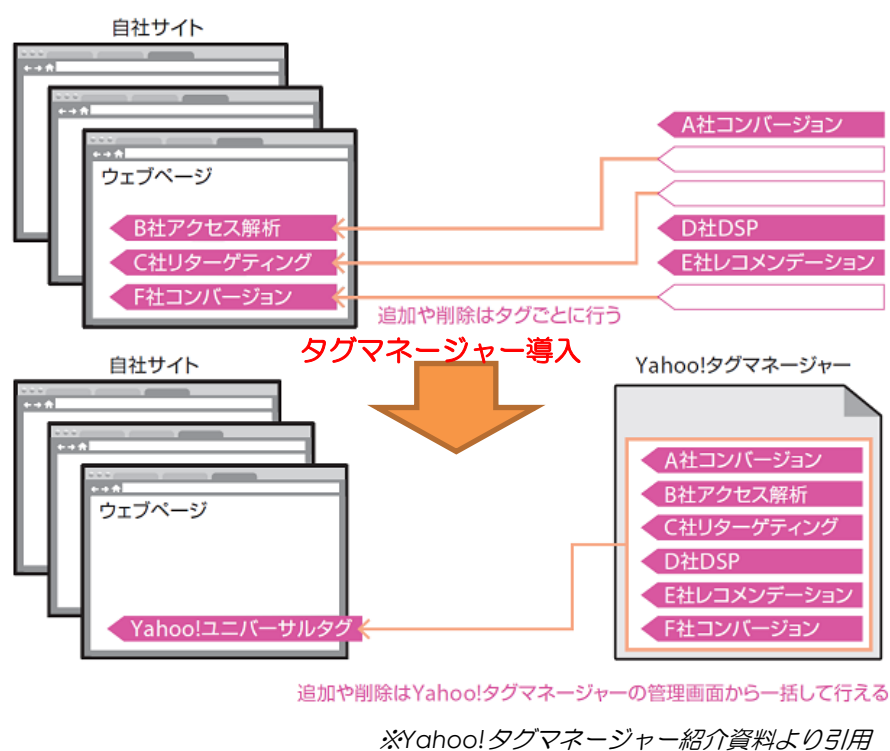 自社サイト
ウェブページ
B社アクセス解析
C社リターゲティング
F社コンバージョン
A社コンバージョン
D社DSP
E社レコメンデーション
追加や削除はタグごとに行う
タグマネージャー導入
自社サイト
ウェブページ
Yahoo!ユニバーサルタグ
Yahoo!タグマネージャー
A社コンバージョン
B社アクセス解析
C社リターゲティング
D社DSP
E社レコメンデーション
F社コンバージョン
追加や削除はYahoo!タグマネージャーの管理画面から一括して行える
※Yahoo!タグマネージャー紹介資料より引用